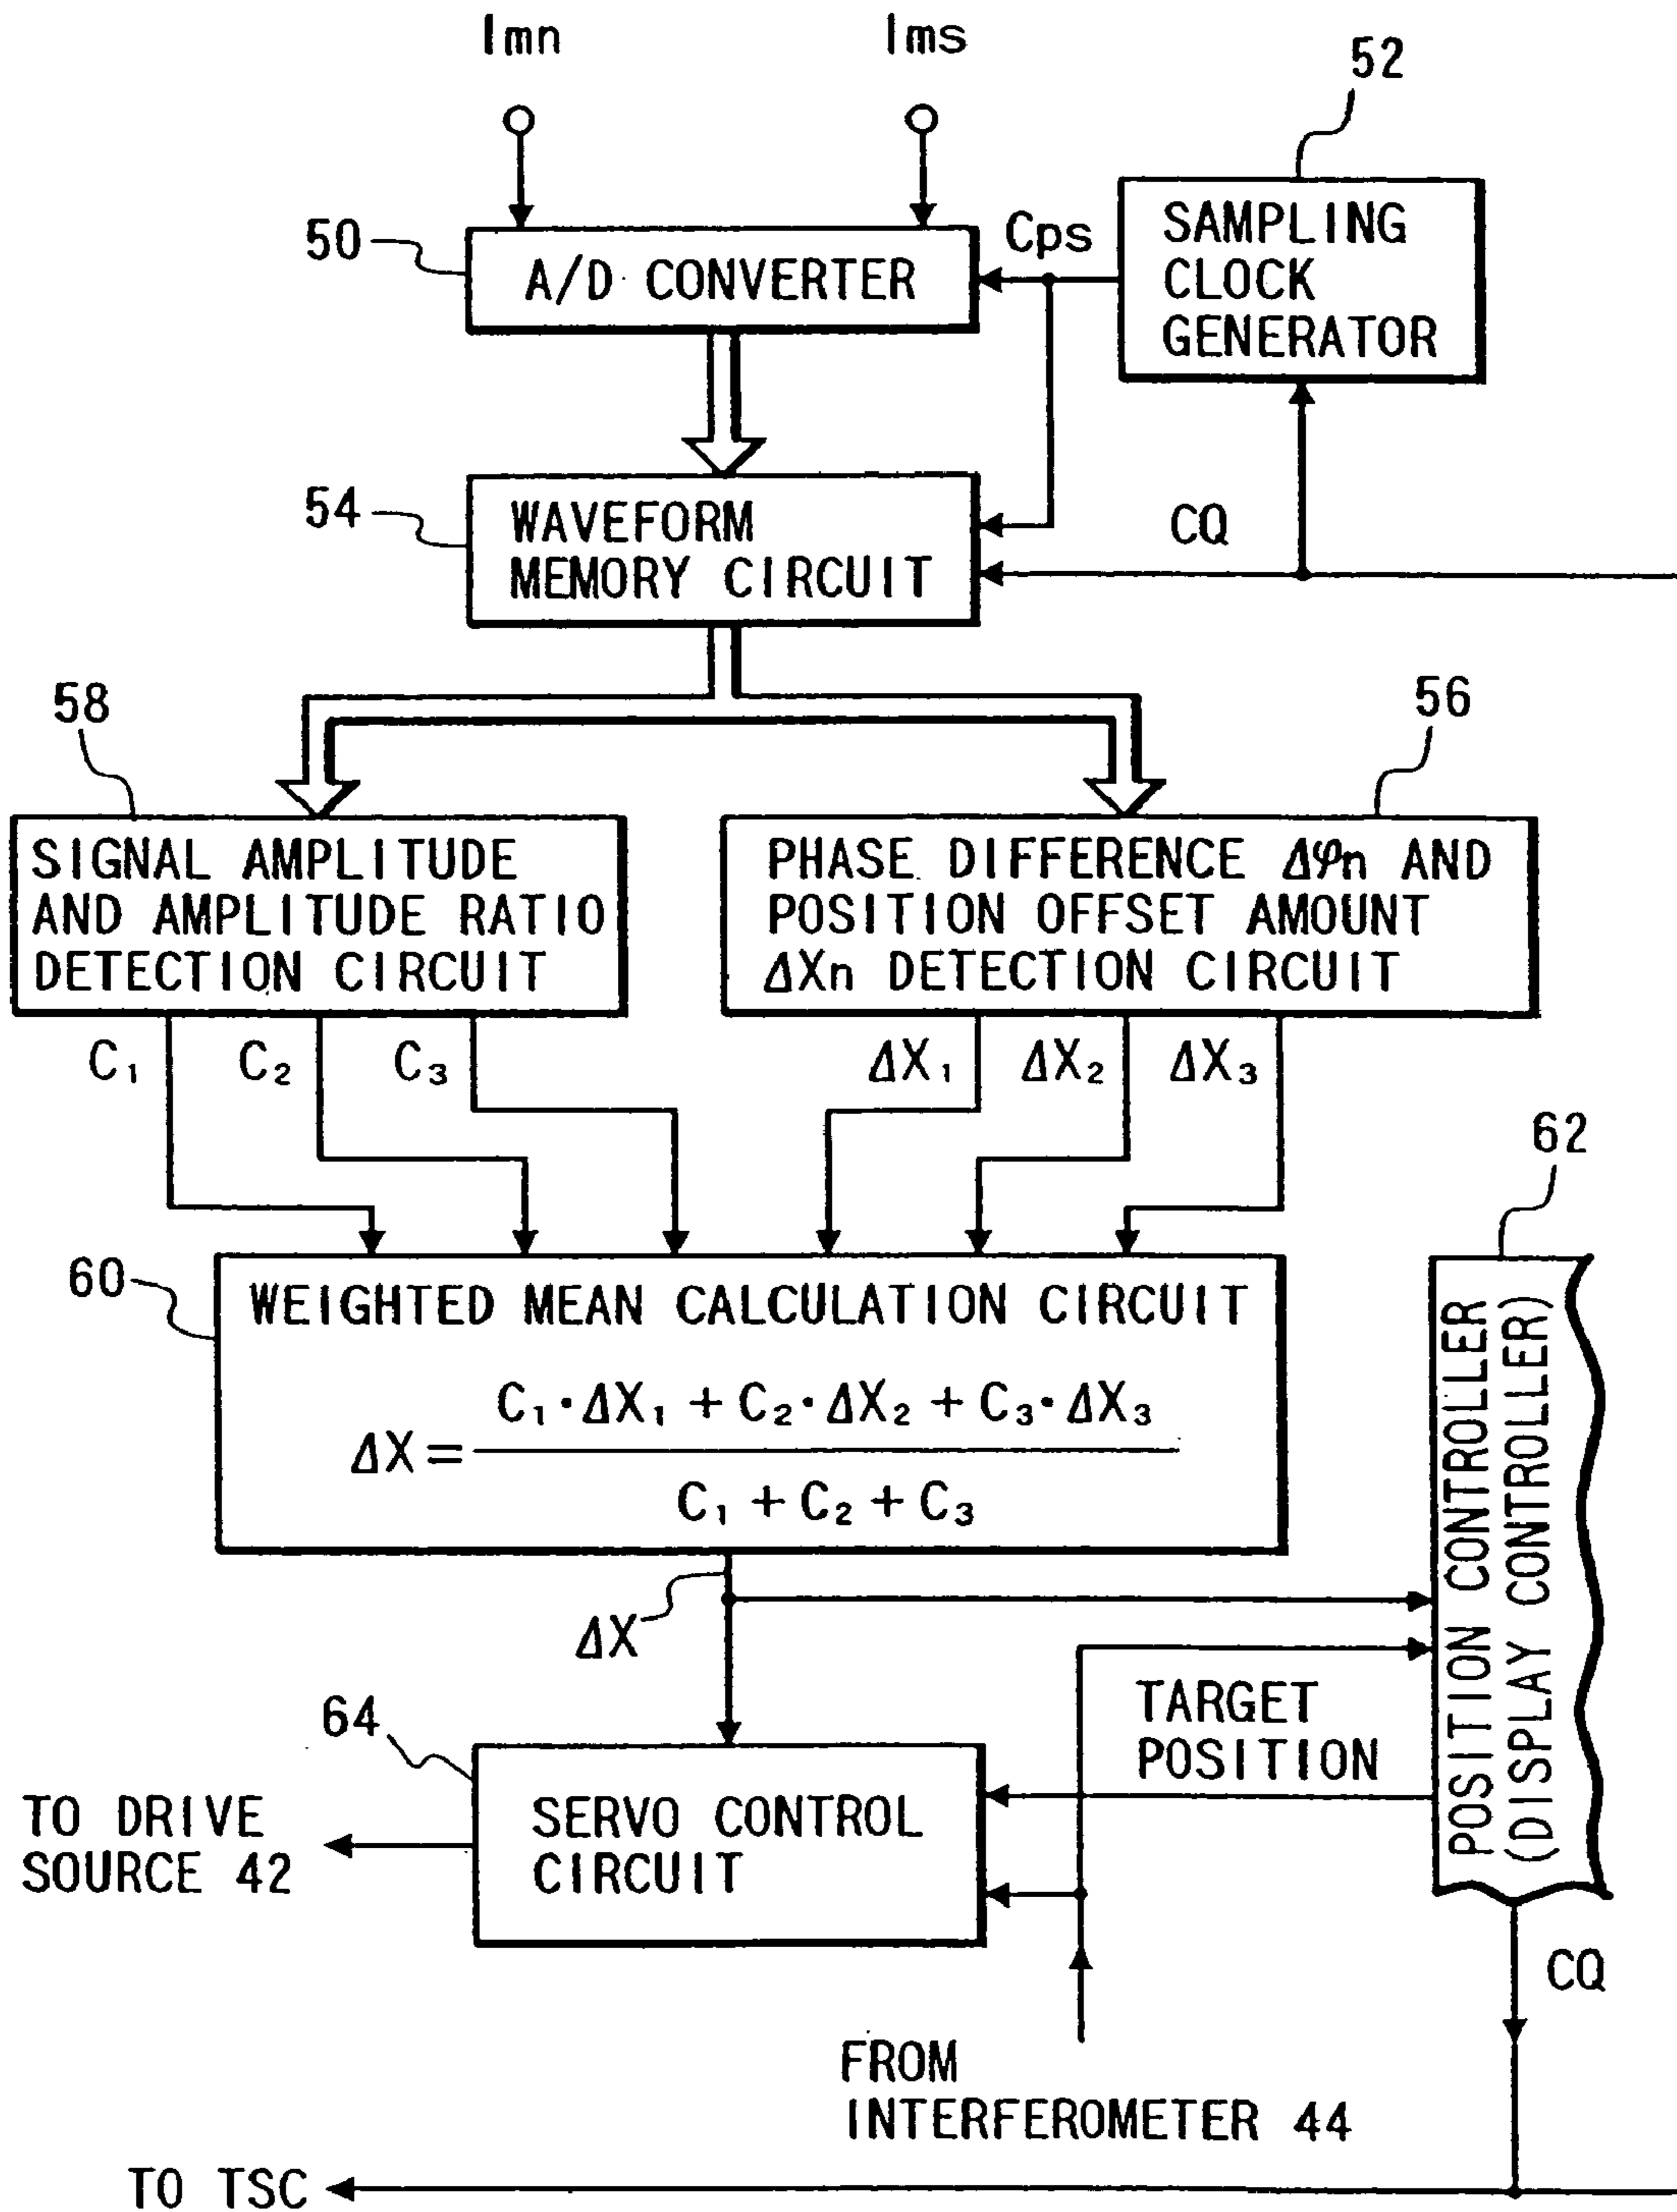 Imn
Ims
52
50
A/D CONVERTER
Cps
SAMPLING
CLOCK
GENERATOR
54
WAVEFORM
MEMORY CIRCUIT
CQ
58
56
SIGNAL AMPLITUDE
AND AMPLITUDE RATIO
DETECTION CIRCUIT
PHASE DIFFERENCE Δφn AND
POSITION OFFSET AMOUNT
ΔXn DETECTION CIRCUIT
C₁
C₂
C₃
ΔX₁
ΔX₂
ΔX₃
62
60
WEIGHTED MEAN CALCULATION CIRCUIT
C₁·ΔX₁ + C₂·ΔX₂ + C₃·ΔX₃
ΔX =
C₁ + C₂ + C₃
POSITION CONTROLLER
(DISPLAY CONTROLLER)
ΔX
64
TARGET
POSITION
SERVO CONTROL
CIRCUIT
TO DRIVE
SOURCE 42
CQ
FROM
INTERFEROMETER 44
TO TSC